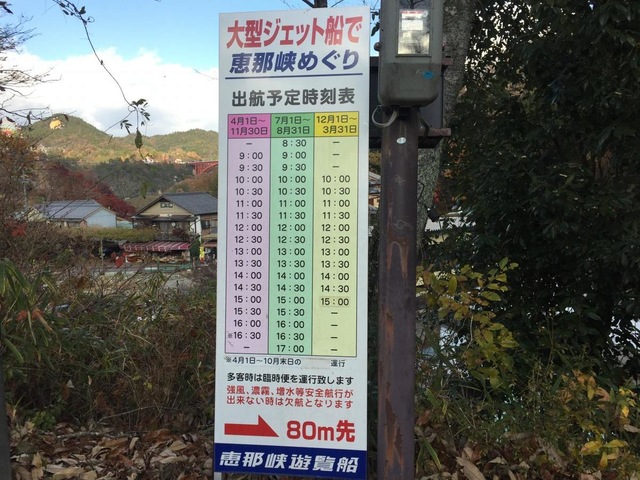 大型ジェット船で
恵那峡めぐり
出航予定時刻表
4月1日～ 7月1日～ 12月1日～
11月30日 8月31日 3月31日
― 8：30 ―
9：00 9：00 ―
9：30 9：30 ―
10：00 10：00 10：00
10：30 10：30 10：30
11：00 11：00 11：00
11：30 11：30 11：30
12：00 12：00 12：00
12：30 12：30 12：30
13：00 13：00 13：00
13：30 13：30 13：30
14：00 14：00 14：00
14：30 14：30 14：30
15：00 15：00 15：00
15：30 15：30 ―
16：00 16：00 ―
※16：30 16：30 ―
― 17：00 ―
※4月1日～10月末日の 運行
多客時は臨時便を運行致します
強風、濃霧、増水等安全航行が
出来ない時は欠航となります
80m先
恵那峡遊覧船